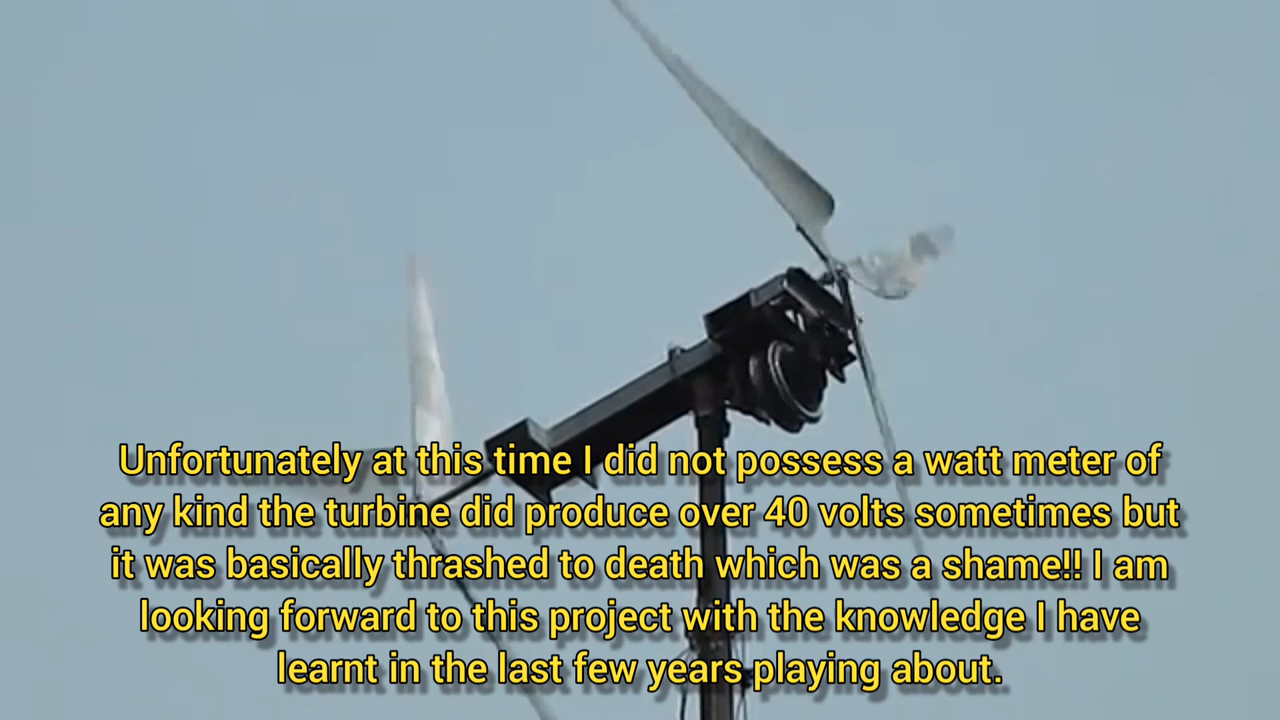 Unfortunately at this time I did not possess a watt meter of
any kind the turbine did produce over 40 volts sometimes but
it was basically thrashed to death which was a shame!! I am
looking forward to this project with the knowledge I have
learnt in the last few years playing about.